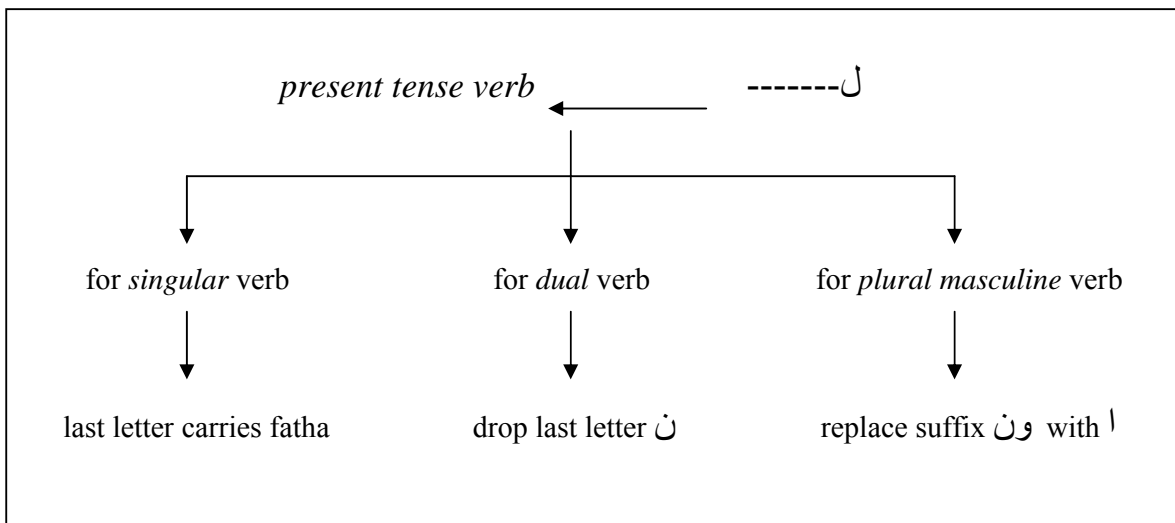 present tense verb -------ل
for singular verb for dual verb for plural masculine verb
last letter carries fatha drop last letter ن replace suffix ون with ا